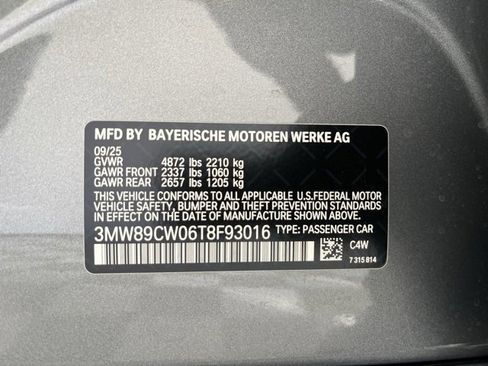 MFD BY BAYERISCHE MOTOREN WERKE AG
09/25
GVWR 4872 lbs 2210 kg
GAWR FRONT 2337 lbs 1060 kg
GAWR REAR 2657 lbs 1205 kg
THIS VEHICLE CONFORMS TO ALL APPLICABLE U.S.FEDERAL MOTOR
VEHICLE SAFETY, BUMPER, AND THEFT PREVENTION STANDARDS
IN EFFECT ON THE DATE OF MANUFACTURE SHOWN ABOVE.
3MW89CW06T8F93016 TYPE: PASSENGER CAR
C4W
7 315 814